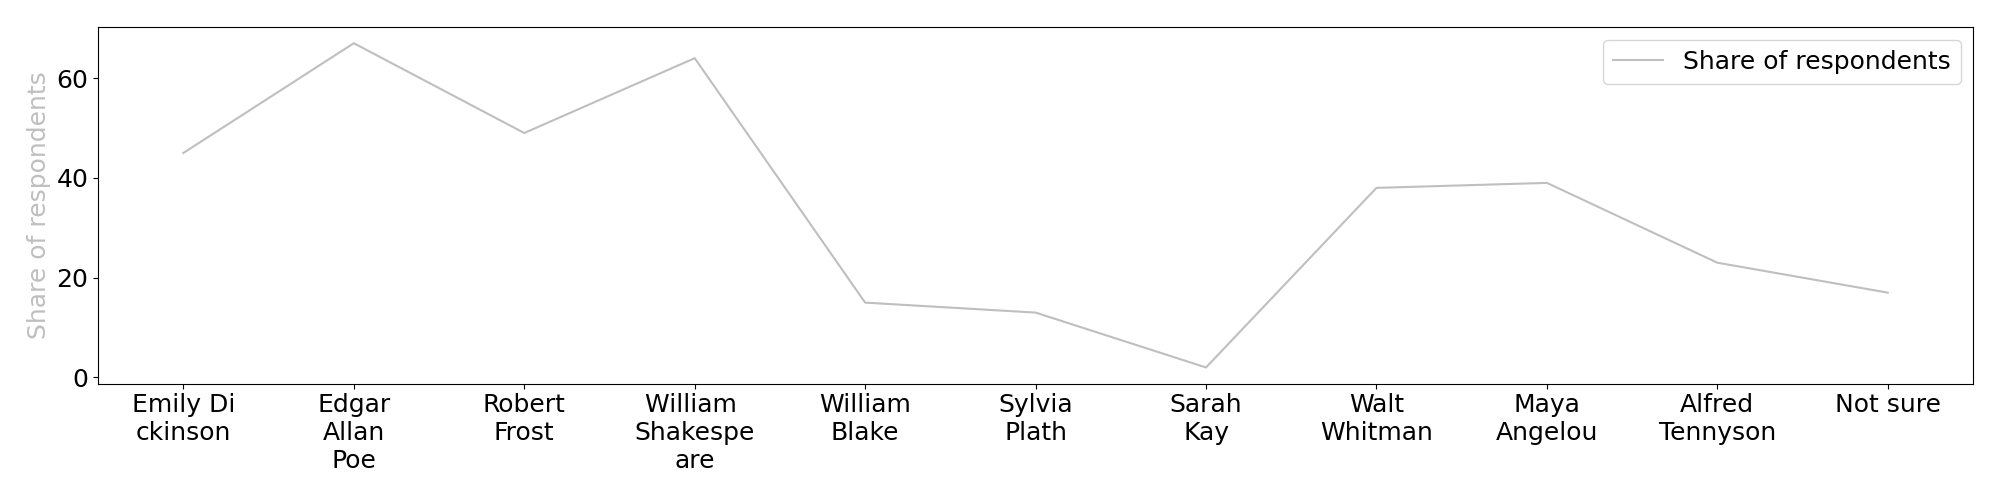 Share of respondents
Share of respondents
60
40
20
0
Emily Di
ckinson
Edgar
Allan
Poe
Robert
Frost
William
Shakespe
are
William
Blake
Sylvia
Plath
Sarah
Kay
Walt
Whitman
Maya
Angelou
Alfred
Tennyson
Not sure